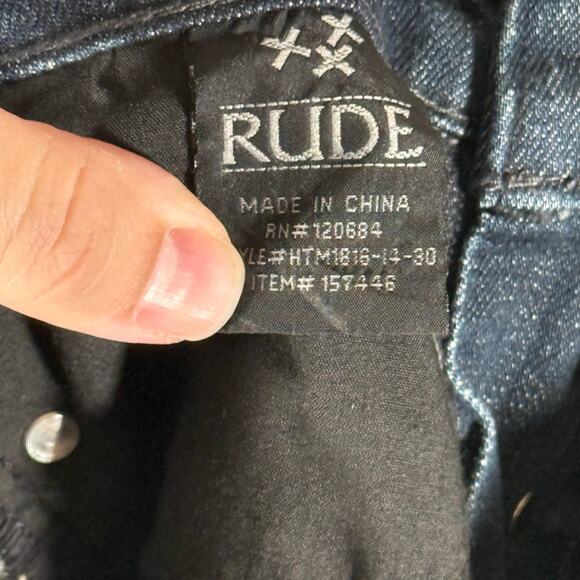 RUDE
MADE IN CHINA
RN# 120684
YLE#HTM1816-14-30
ITEM# 157446